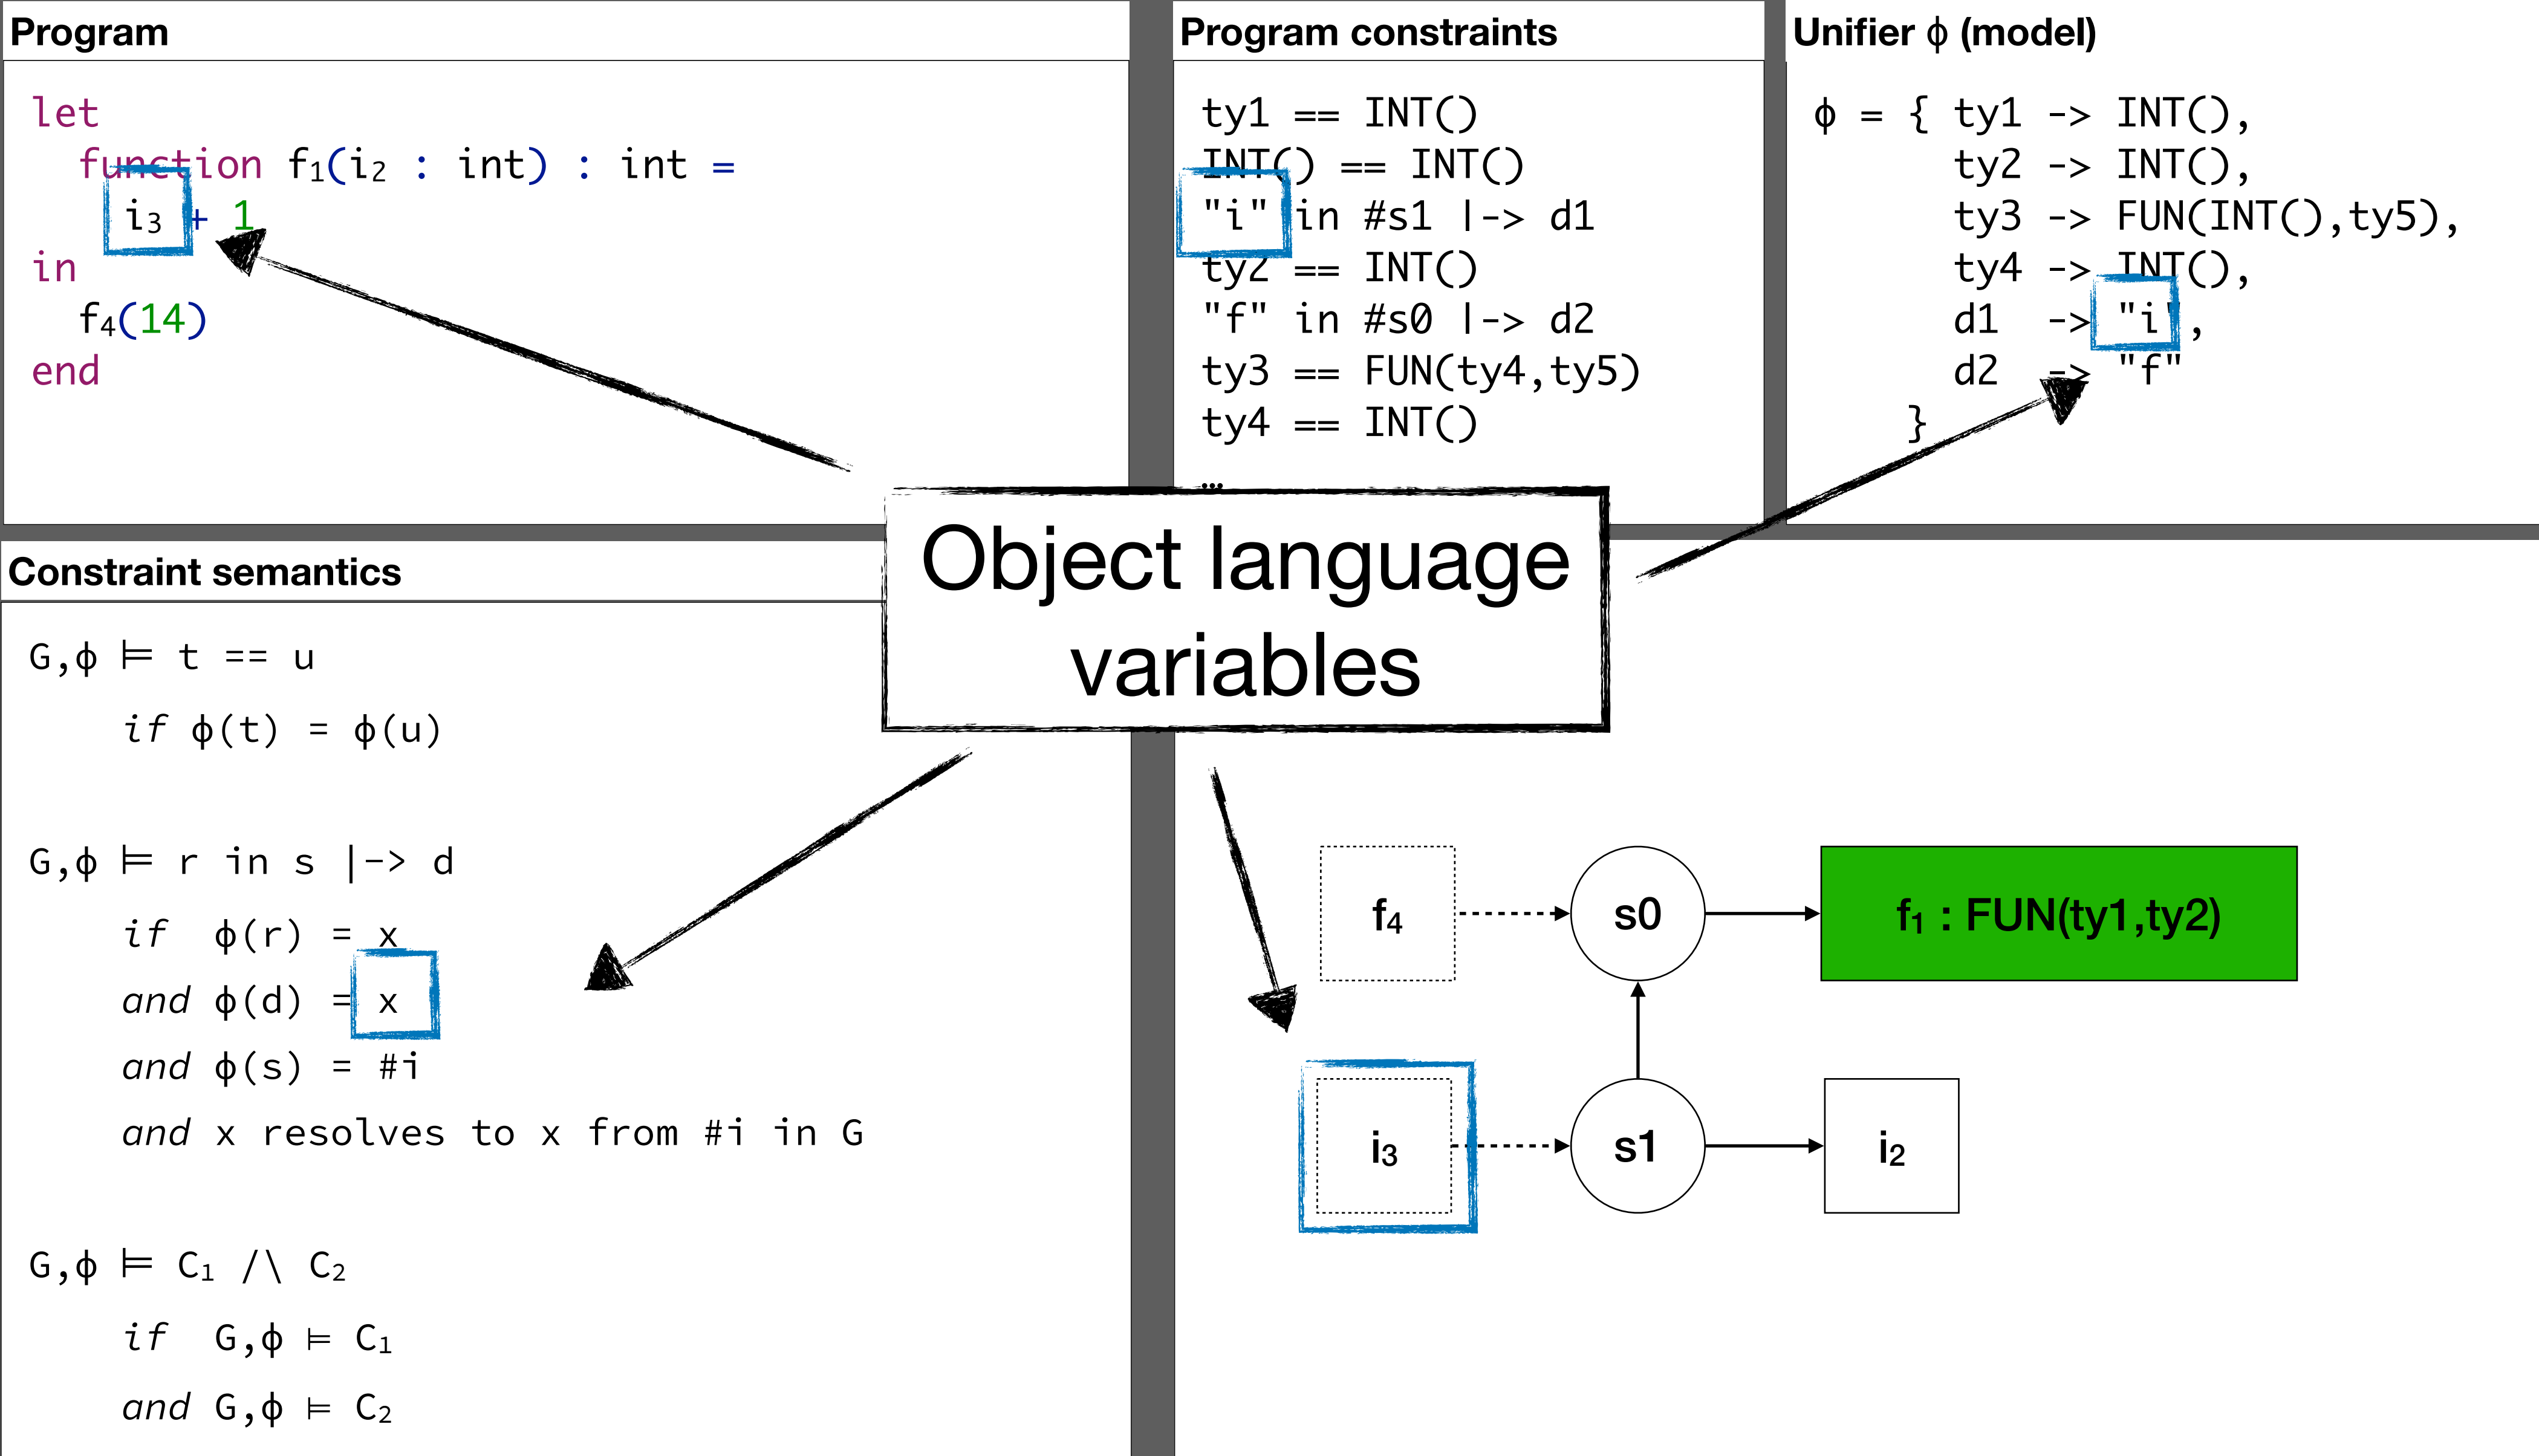 Program
let
function f₁(i₂ : int) : int =
i₃ + 1
in
f₄(14)
end
Program constraints
ty1 == INT()
INT() == INT()
"i" in #s1 |-> d1
ty2 == INT()
"f" in #s0 |-> d2
ty3 == FUN(ty4,ty5)
ty4 == INT()
…
Unifier ϕ (model)
ϕ = { ty1 -> INT(),
ty2 -> INT(),
ty3 -> FUN(INT(),ty5),
ty4 -> INT(),
d1 -> "i",
d2 -> "f"
}
Object language
variables
Constraint semantics
G,ϕ ⊨ t == u
if ϕ(t) = ϕ(u)
G,ϕ ⊨ r in s |-> d
if ϕ(r) = x
and ϕ(d) = x
and ϕ(s) = #i
and x resolves to x from #i in G
G,ϕ ⊨ C₁ /\ C₂
if G,ϕ ⊨ C₁
and G,ϕ ⊨ C₂
f₄
s0
f₁ : FUN(ty1,ty2)
i₃
s1
i₂